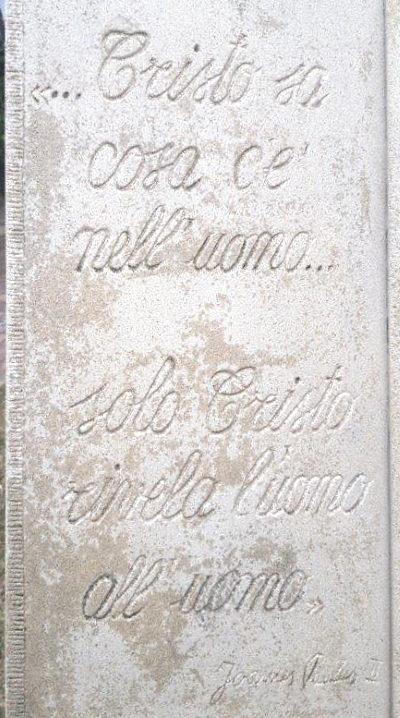 «...Cristo sa
cosa c'è
nell'uomo...
solo Cristo
rivela l'uomo
all'uomo»
Joannes Paulus II